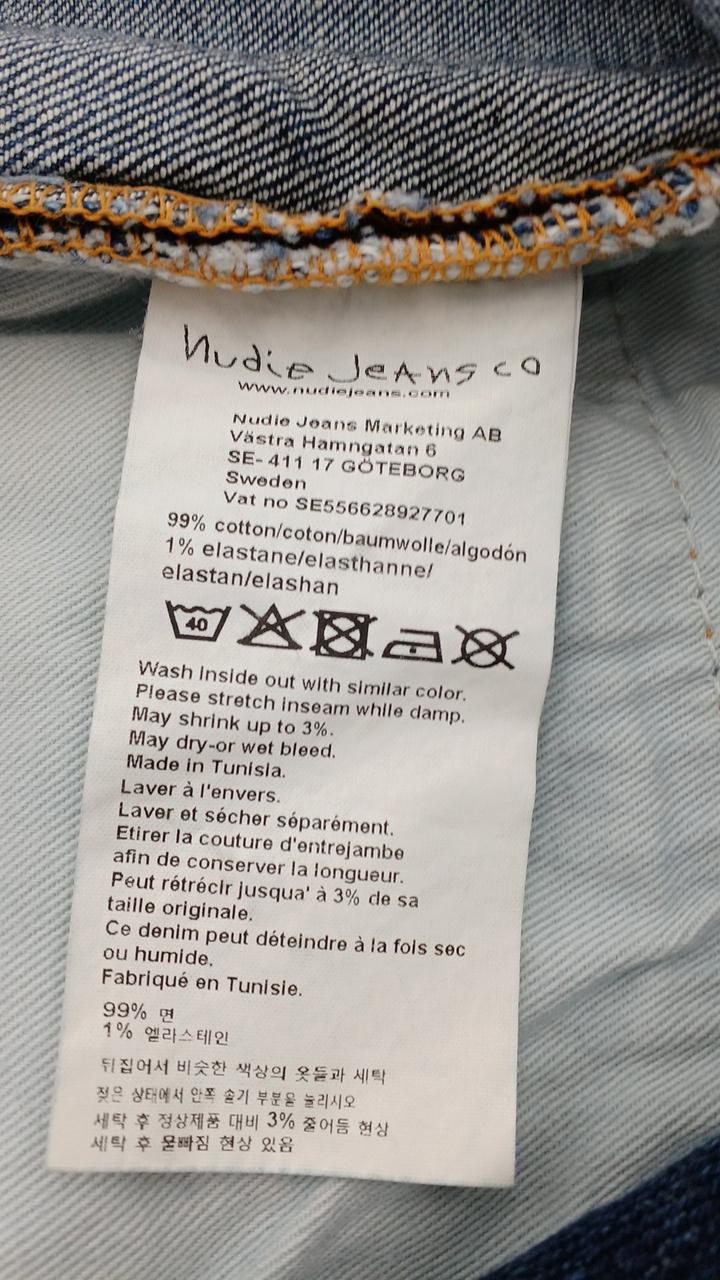 Nudie Jeans co
www.nudiejeans.com
Nudie Jeans Marketing AB
Västra Hamngatan 6
SE- 411 17 GÖTEBORG
Sweden
Vat no SE556628927701
99% cotton/coton/baumwolle/algodón
1% elastane/elasthanne/
elastan/elashan
40
Wash inside out with similar color.
Please stretch inseam while damp.
May shrink up to 3%.
May dry-or wet bleed.
Made in Tunisia.
Laver à l'envers.
Laver et sécher séparément.
Etirer la couture d'entrejambe
afin de conserver la longueur.
Peut rétrécir jusqua' à 3% de sa
taille originale.
Ce denim peut déteindre à la fois sec
ou humide.
Fabriqué en Tunisie.
99% 면
1% 엘라스테인
뒤집어서 비슷한 색상의 옷들과 세탁
젖은 상태에서 안쪽 솔기 부분을 늘리시오
세탁 후 정상제품 대비 3% 줄어듬 현상
세탁 후 물빠짐 현상 있음